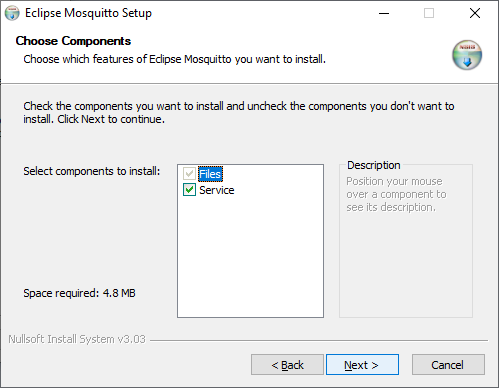 Eclipse Mosquitto Setup
Choose Components
Choose which features of Eclipse Mosquitto you want to install.
Check the components you want to install and uncheck the components you don't want to
install. Click Next to continue.
Select components to install:
Files
Service
Description
Position your mouse
over a component to
see its description.
Space required: 4.8 MB
Nullsoft Install System v3.03
< Back
Next >
Cancel